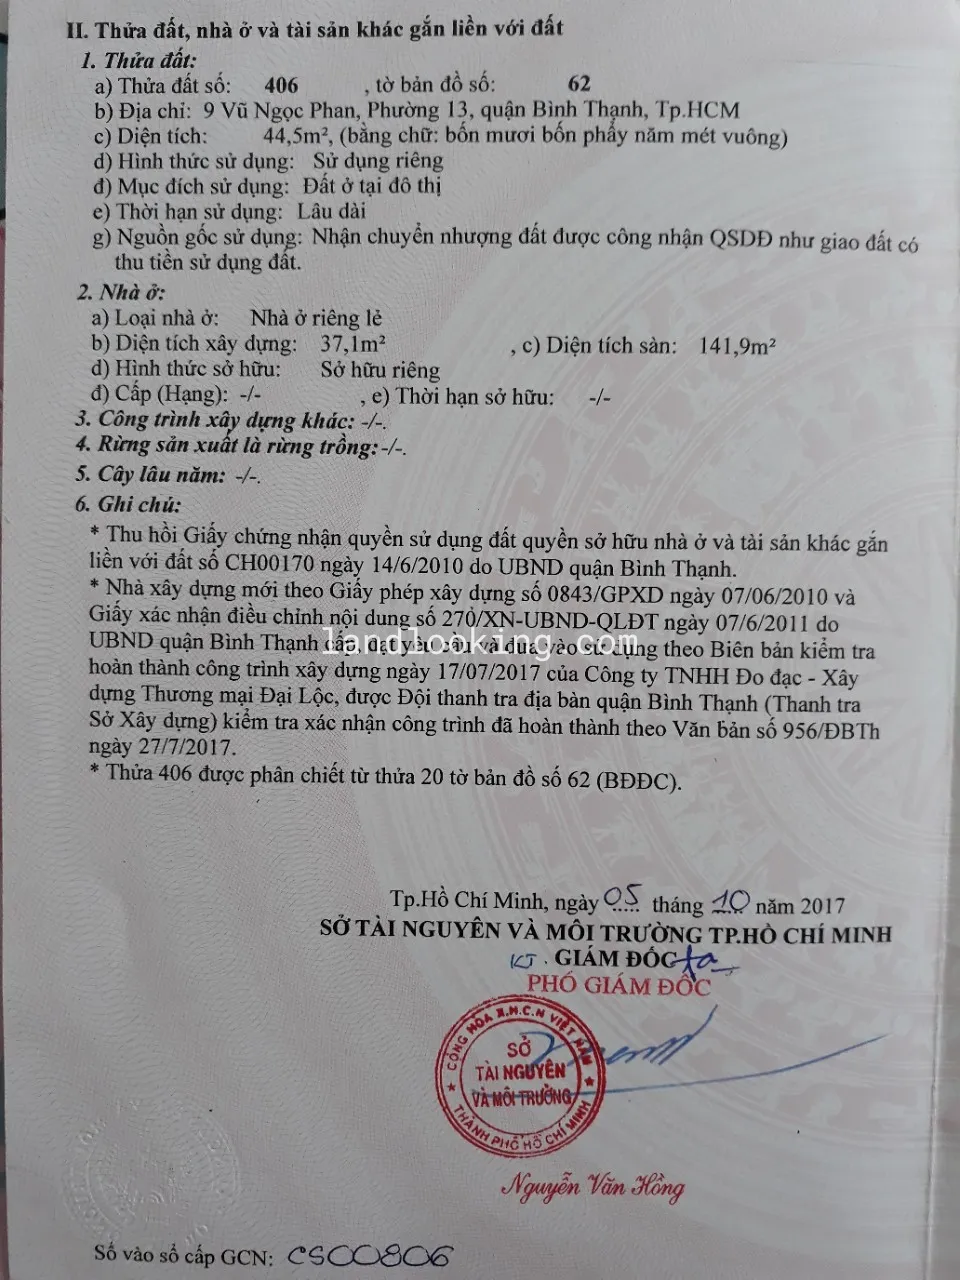 II. Thửa đất, nhà ở và tài sản khác gắn liền với đất
1. Thửa đất:
a) Thửa đất số: 406 , tờ bản đồ số: 62
b) Địa chỉ: 9 Vũ Ngọc Phan, Phường 13, quận Bình Thạnh, Tp.HCM
c) Diện tích: 44,5m², (bằng chữ: bốn mươi bốn phẩy năm mét vuông)
d) Hình thức sử dụng: Sử dụng riêng
đ) Mục đích sử dụng: Đất ở tại đô thị
e) Thời hạn sử dụng: Lâu dài
g) Nguồn gốc sử dụng: Nhận chuyển nhượng đất được công nhận QSDĐ như giao đất có
thu tiền sử dụng đất.
2. Nhà ở:
a) Loại nhà ở: Nhà ở riêng lẻ
b) Diện tích xây dựng: 37,1m² , c) Diện tích sàn: 141,9m²
d) Hình thức sở hữu: Sở hữu riêng
đ) Cấp (Hạng): -/- , e) Thời hạn sở hữu: -/-
3. Công trình xây dựng khác: -/-.
4. Rừng sản xuất là rừng trồng: -/-.
5. Cây lâu năm: -/-.
6. Ghi chú:
* Thu hồi Giấy chứng nhận quyền sử dụng đất quyền sở hữu nhà ở và tài sản khác gắn
liền với đất số CH00170 ngày 14/6/2010 do UBND quận Bình Thạnh.
* Nhà xây dựng mới theo Giấy phép xây dựng số 0843/GPXD ngày 07/06/2010 và
Giấy xác nhận điều chỉnh nội dung số 270/XN-UBND-QLĐT ngày 07/6/2011 do
UBND quận Bình Thạnh cấp, đạt yêu cầu và đưa vào sử dụng theo Biên bản kiểm tra
landlooking.com
hoàn thành công trình xây dựng ngày 17/07/2017 của Công ty TNHH Đo đạc - Xây
dựng Thương mại Đại Lộc, được Đội thanh tra địa bàn quận Bình Thạnh (Thanh tra
Sở Xây dựng) kiểm tra xác nhận công trình đã hoàn thành theo Văn bản số 956/ĐBTh
ngày 27/7/2017.
* Thửa 406 được phân chiết từ thửa 20 tờ bản đồ số 62 (BĐĐC).
Tp.Hồ Chí Minh, ngày 05 tháng 10 năm 2017
SỞ TÀI NGUYÊN VÀ MÔI TRƯỜNG TP.HỒ CHÍ MINH
KT. GIÁM ĐỐC
PHÓ GIÁM ĐỐC
CỘNG HÒA X.H.C.N VIỆT NAM
SỞ
TÀI NGUYÊN
VÀ MÔI TRƯỜNG
THÀNH PHỐ HỒ CHÍ MINH
Nguyễn Văn Hồng
Số vào sổ cấp GCN: CS00806